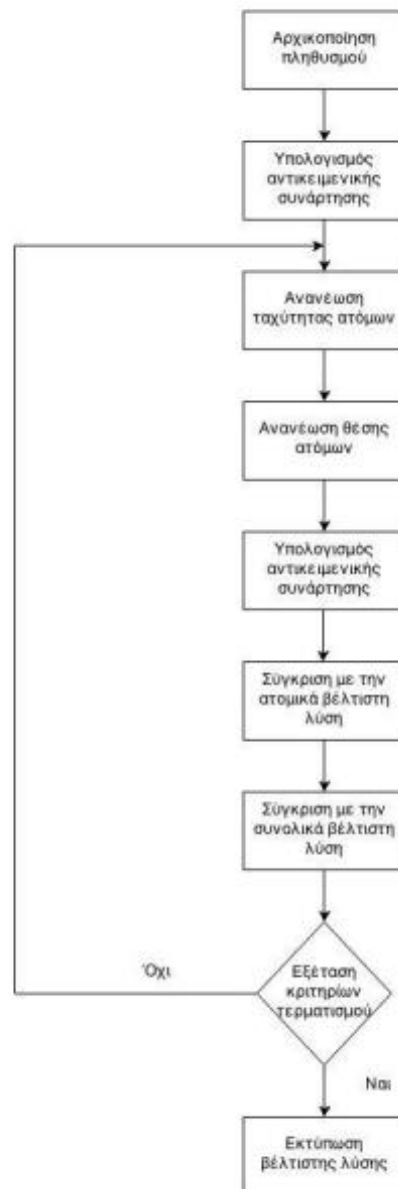 Αρχικοποίηση
πληθυσμού
Υπολογισμός
αντικειμενικής
συνάρτησης
Ανανέωση
ταχύτητας ατόμων
Ανανέωση θέσης
ατόμων
Υπολογισμός
αντικειμενικής
συνάρτησης
Σύγκριση με την
ατομικά βέλτιστη
λύση
Σύγκριση με την
συνολικά βέλτιστη
λύση
Όχι
Εξέταση
κριτηρίων
τερματισμού
Ναι
Εκτύπωση
βέλτιστης λύσης